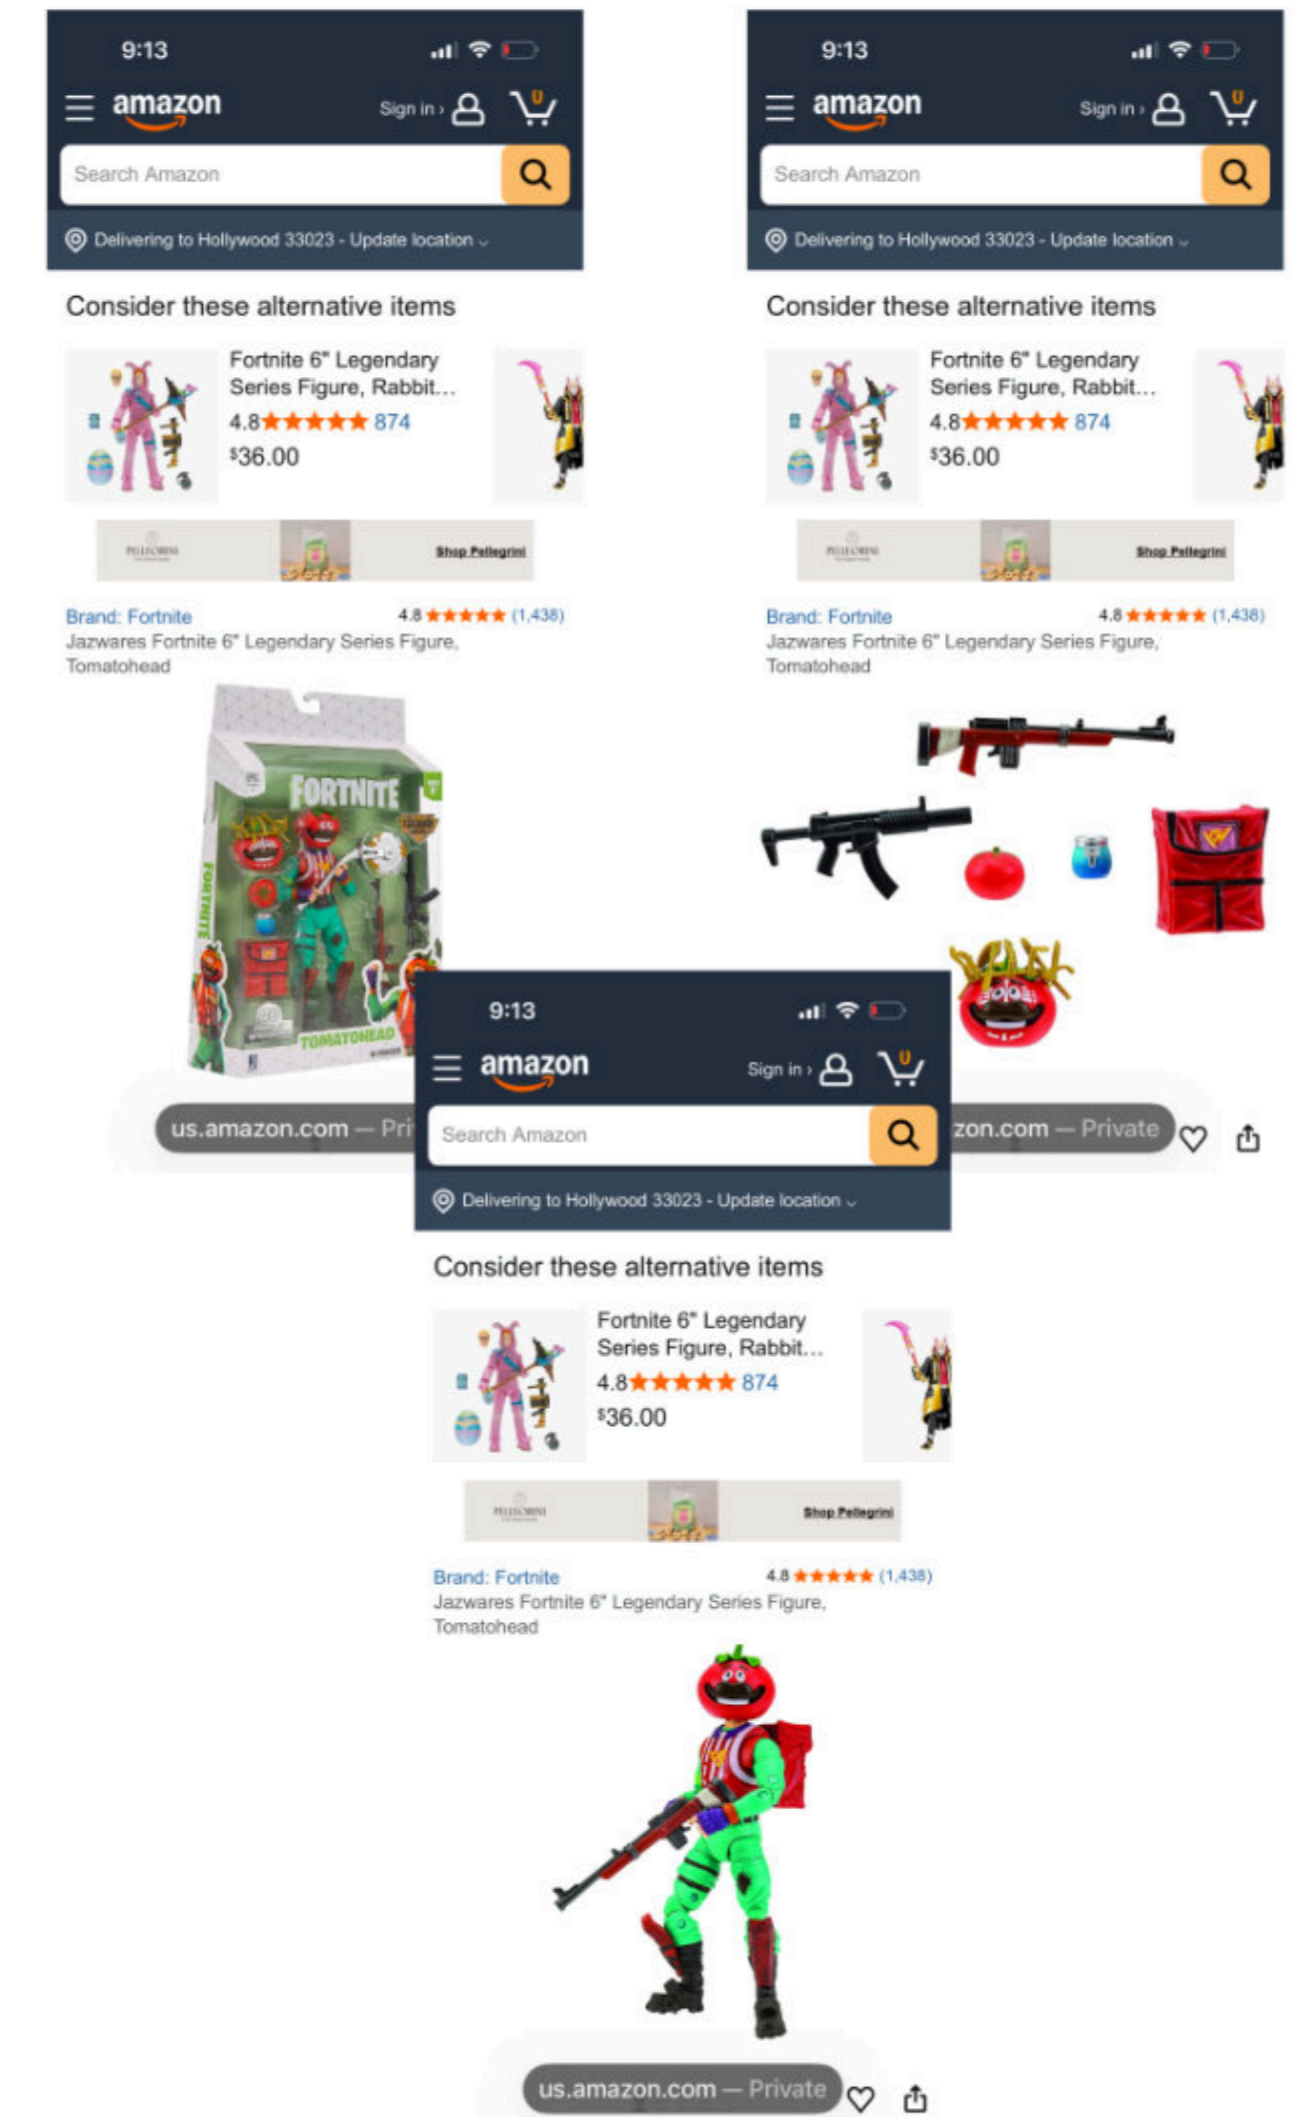 9:13
amazon
Sign in ›
0
Search Amazon
Delivering to Hollywood 33023 - Update location
Consider these alternative items
Fortnite 6" Legendary
Series Figure, Rabbit...
4.8 874
$36.00
PELLEGRINI
Shop Pellegrini
Brand: Fortnite
4.8 (1,438)
Jazwares Fortnite 6" Legendary Series Figure,
Tomatohead
FORTNITE
FORTNITE
TOMATOHEAD
us.amazon.com — Pri
9:13
amazon
Sign in ›
0
Search Amazon
Delivering to Hollywood 33023 - Update location
Consider these alternative items
Fortnite 6" Legendary
Series Figure, Rabbit...
4.8 874
$36.00
PELLEGRINI
Shop Pellegrini
Brand: Fortnite
4.8 (1,438)
Jazwares Fortnite 6" Legendary Series Figure,
Tomatohead
zon.com — Private
9:13
amazon
Sign in ›
0
Search Amazon
Delivering to Hollywood 33023 - Update location
Consider these alternative items
Fortnite 6" Legendary
Series Figure, Rabbit...
4.8 874
$36.00
PELLEGRINI
Shop Pellegrini
Brand: Fortnite
4.8 (1,438)
Jazwares Fortnite 6" Legendary Series Figure,
Tomatohead
us.amazon.com — Private